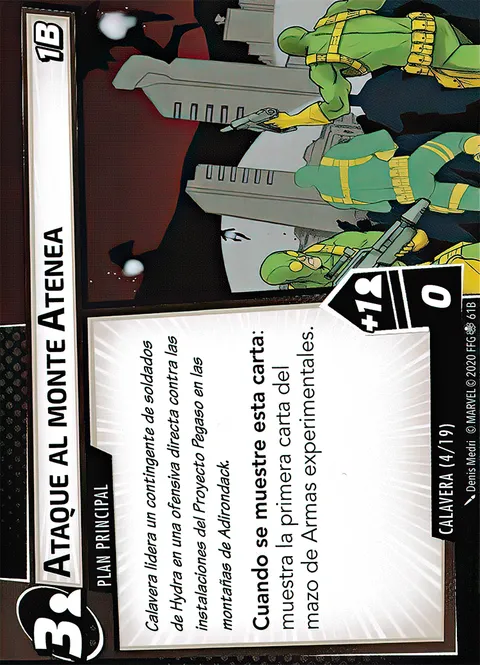 ATAQUE AL MONTE ATENEA
1B
3
PLAN PRINCIPAL
Calavera lidera un contingente de soldados
de Hydra en una ofensiva directa contra las
instalaciones del Proyecto Pegaso en las
montañas de Adirondack.
Cuando se muestre esta carta:
muestra la primera carta del
mazo de Armas experimentales.
+1
0
CALAVERA (4/19)
Denis Medri © MARVEL © 2020 FFG 61B